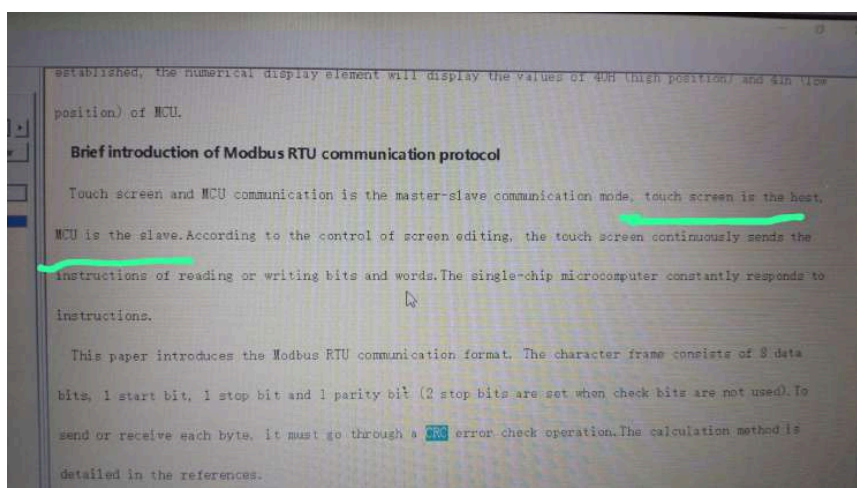 established, the numerical display element will display the values of 40H (high position) and 41n (low
position) of MCU.
Brief introduction of Modbus RTU communication protocol
Touch screen and MCU communication is the master-slave communication mode, touch screen is the host,
MCU is the slave.According to the control of screen editing, the touch screen continuously sends the
instructions of reading or writing bits and words.The single-chip microcomputer constantly responds to
instructions.
This paper introduces the Modbus RTU communication format. The character frame consists of 8 data
bits, 1 start bit, 1 stop bit and 1 parity bit (2 stop bits are set when check bits are not used).To
send or receive each byte, it must go through a CRC error check operation.The calculation method is
detailed in the references.